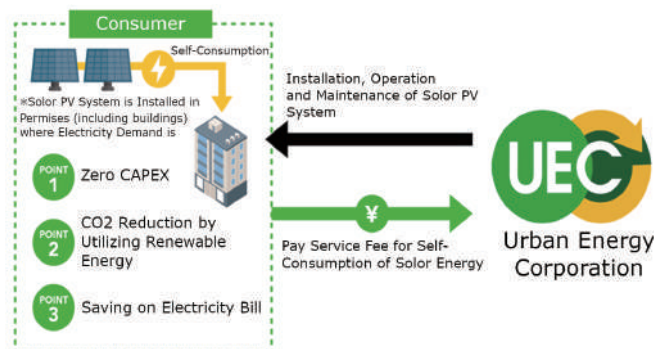 Consumer
Self-Consumption
※Solor PV System is Installed in
Permises (including buildings)
where Electricity Demand is
POINT
1
Zero CAPEX
POINT
2
CO2 Reduction by
Utilizing Renewable
Energy
POINT
3
Saving on Electricity Bill
Installation, Operation
and Maintenance of Solor PV
System
¥
Pay Service Fee for Self-
Consumption of Solar Energy
UEC
Urban Energy
Corporation